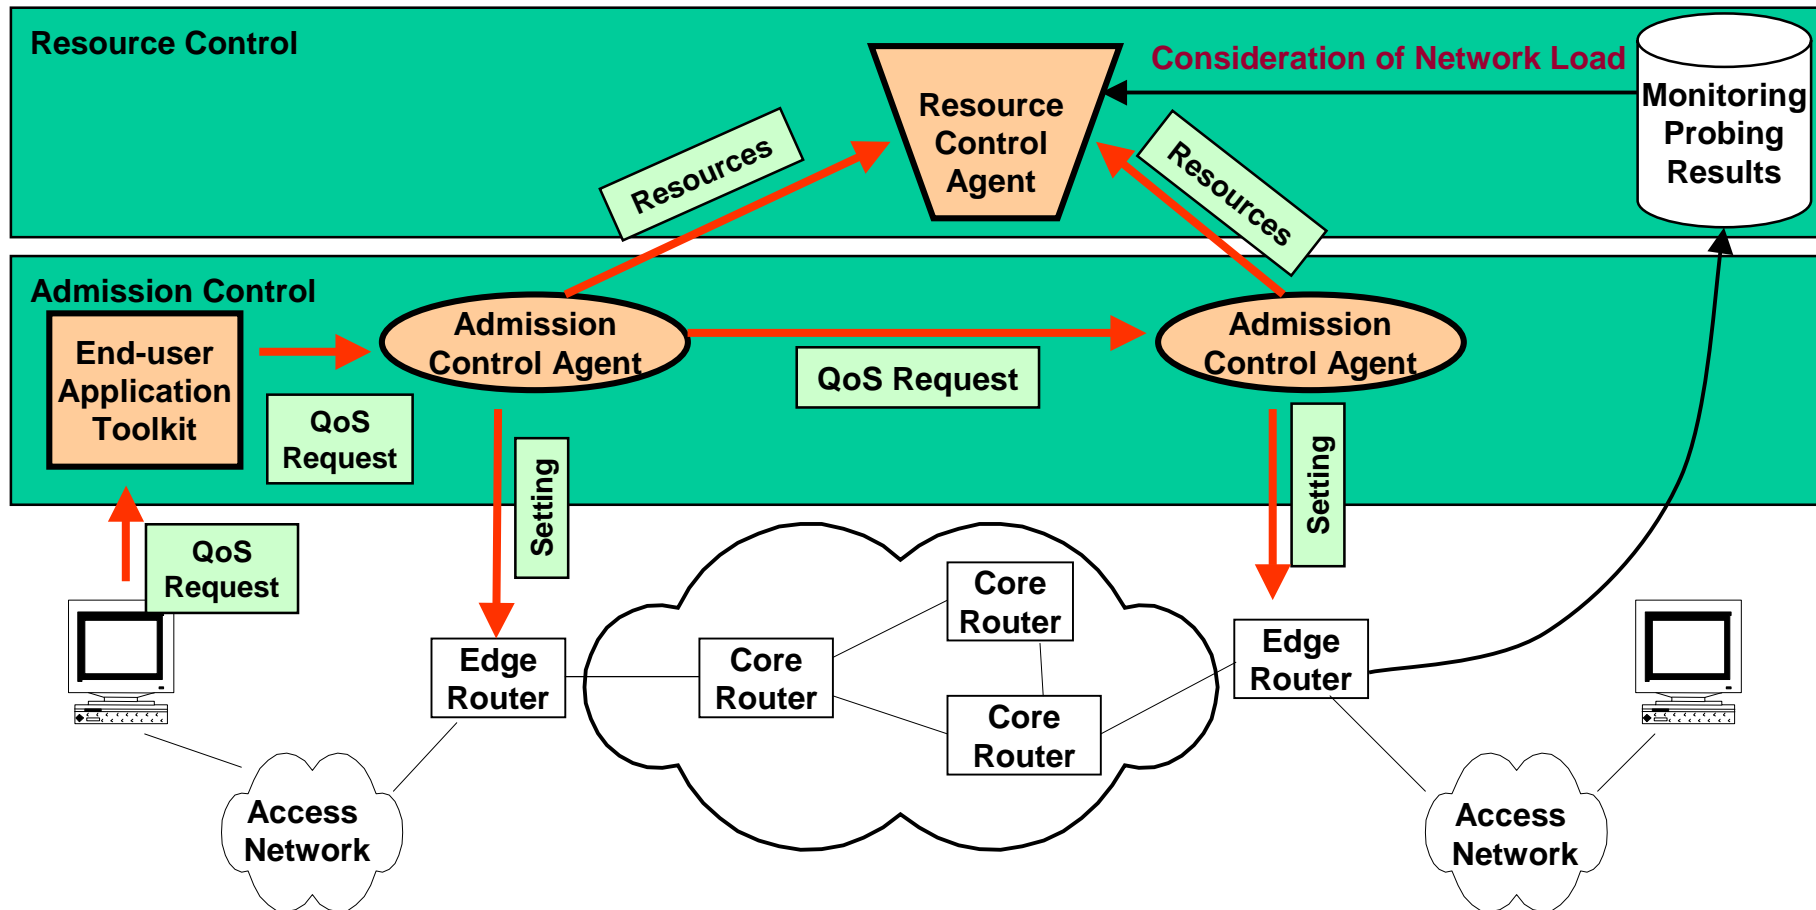 Resource Control
Consideration of Network Load
Resource
Control
Agent
Monitoring
Probing
Results
Resources
Resources
Admission Control
End-user
Application
Toolkit
Admission
Control Agent
Admission
Control Agent
QoS Request
QoS
Request
Setting
Setting
QoS
Request
Core
Router
Edge
Router
Core
Router
Core
Router
Edge
Router
Access
Network
Access
Network